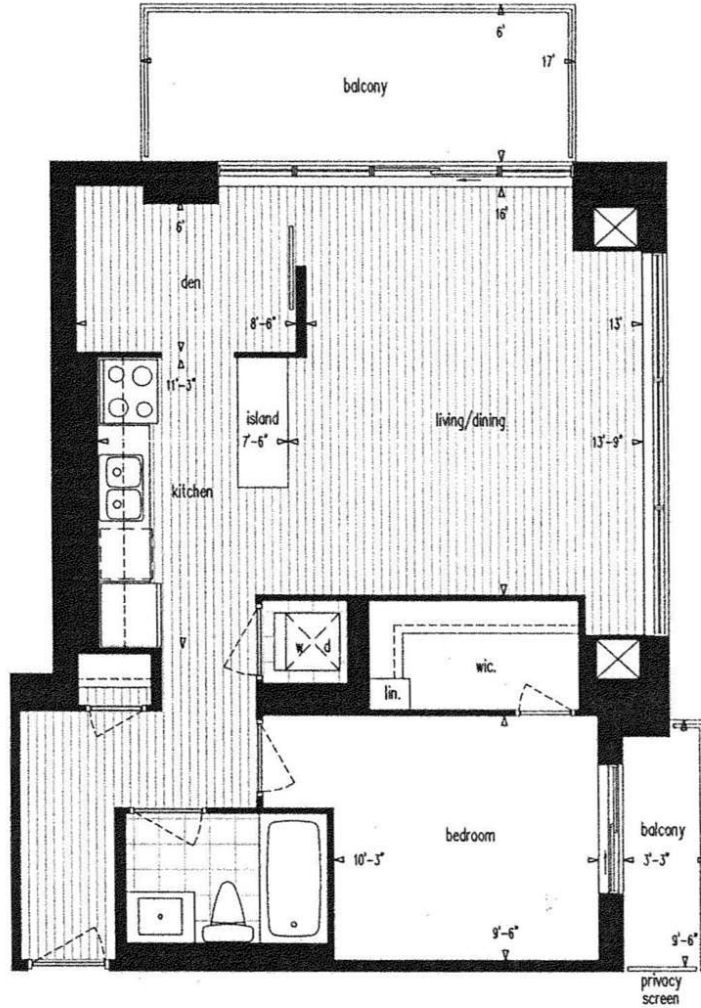 6'
17'
balcony
6'
16'
den
8'-6"
13'
11'-3"
island
living/dining
7'-6"
13'-9"
kitchen
w d
wic.
lin.
bedroom
balcony
10'-3"
3'-3"
9'-6"
9'-6"
privacy
screen